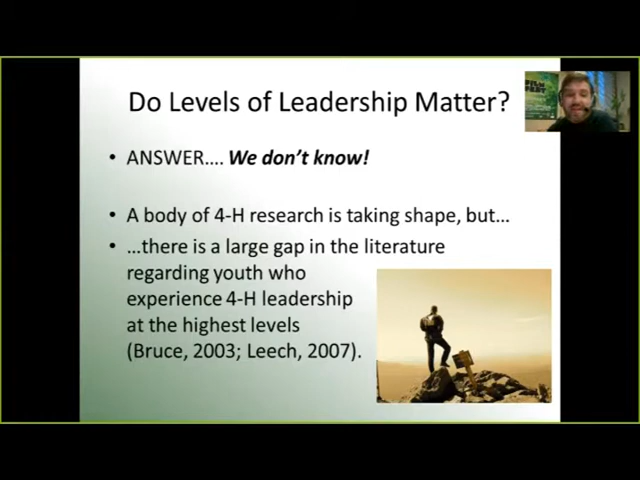 Do Levels of Leadership Matter?
• ANSWER.... We don't know!
• A body of 4-H research is taking shape, but...
• ...there is a large gap in the literature
regarding youth who
experience 4-H leadership
at the highest levels
(Bruce, 2003; Leech, 2007).
FILM